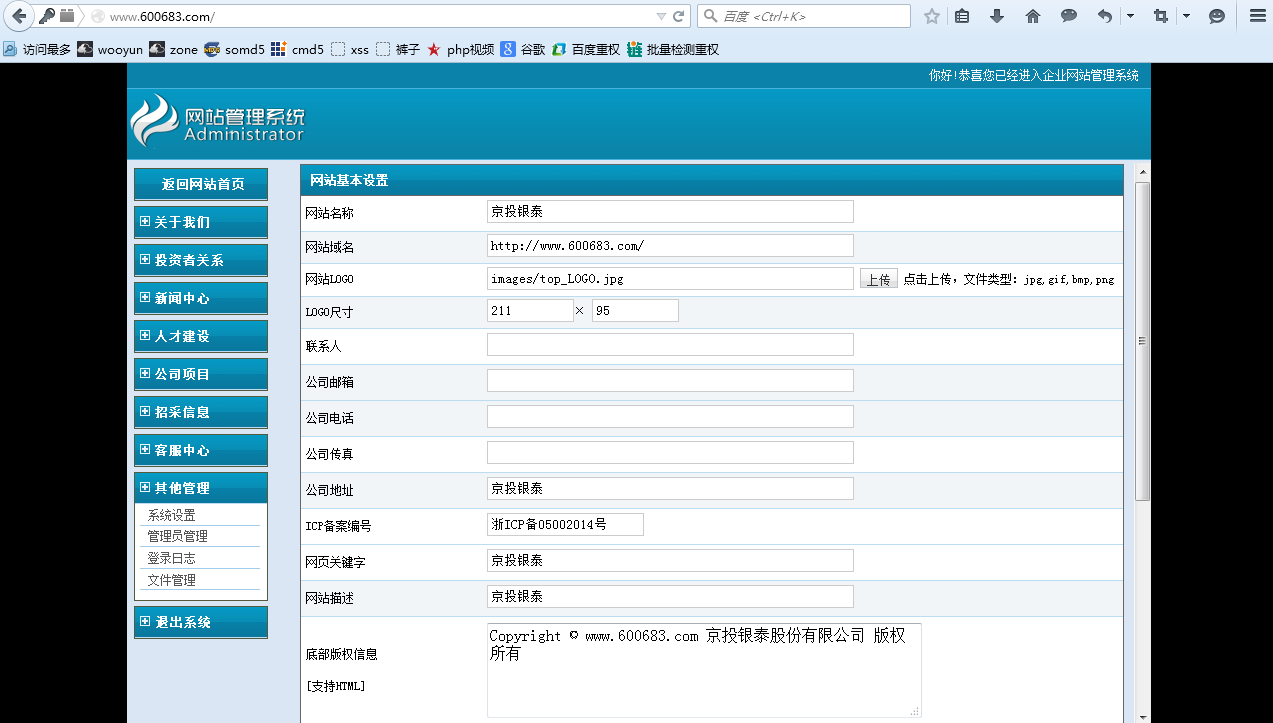 www.600683.com/
百度 <Ctrl+K>
访问最多 wooyun zone somd5 cmd5 xss 裤子 php视频 谷歌 百度重权 批量检测重权
你好!恭喜您已经进入企业网站管理系统
网站管理系统
Administrator
返回网站首页
关于我们
投资者关系
新闻中心
人才建设
公司项目
招采信息
客服中心
其他管理
系统设置
管理员管理
登录日志
文件管理
退出系统
网站基本设置
网站名称 京投银泰
网站域名 http://www.600683.com/
网站LOGO images/top_LOGO.jpg 上传 点击上传，文件类型：jpg,gif,bmp,png
LOGO尺寸 211 × 95
联系人
公司邮箱
公司电话
公司传真
公司地址 京投银泰
ICP备案编号 浙ICP备05002014号
网页关键字 京投银泰
网站描述 京投银泰
底部版权信息
[支持HTML]
Copyright © www.600683.com 京投银泰股份有限公司 版权
所有